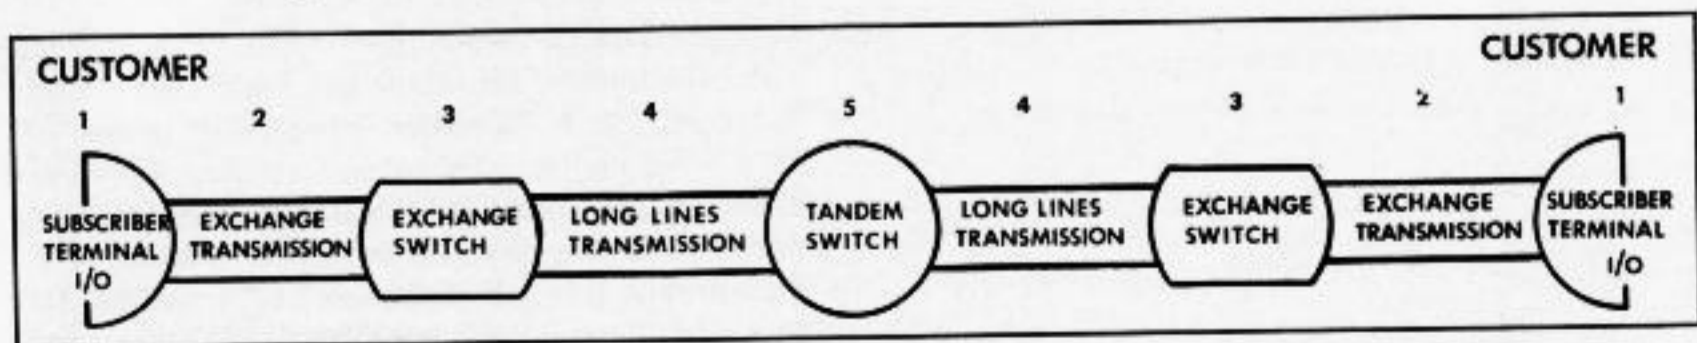 CUSTOMER CUSTOMER
1 2 3 4 5 4 3 2 1
SUBSCRIBER
TERMINAL
I/O
EXCHANGE
TRANSMISSION
EXCHANGE
SWITCH
LONG LINES
TRANSMISSION
TANDEM
SWITCH
LONG LINES
TRANSMISSION
EXCHANGE
SWITCH
EXCHANGE
TRANSMISSION
SUBSCRIBER
TERMINAL
I/O